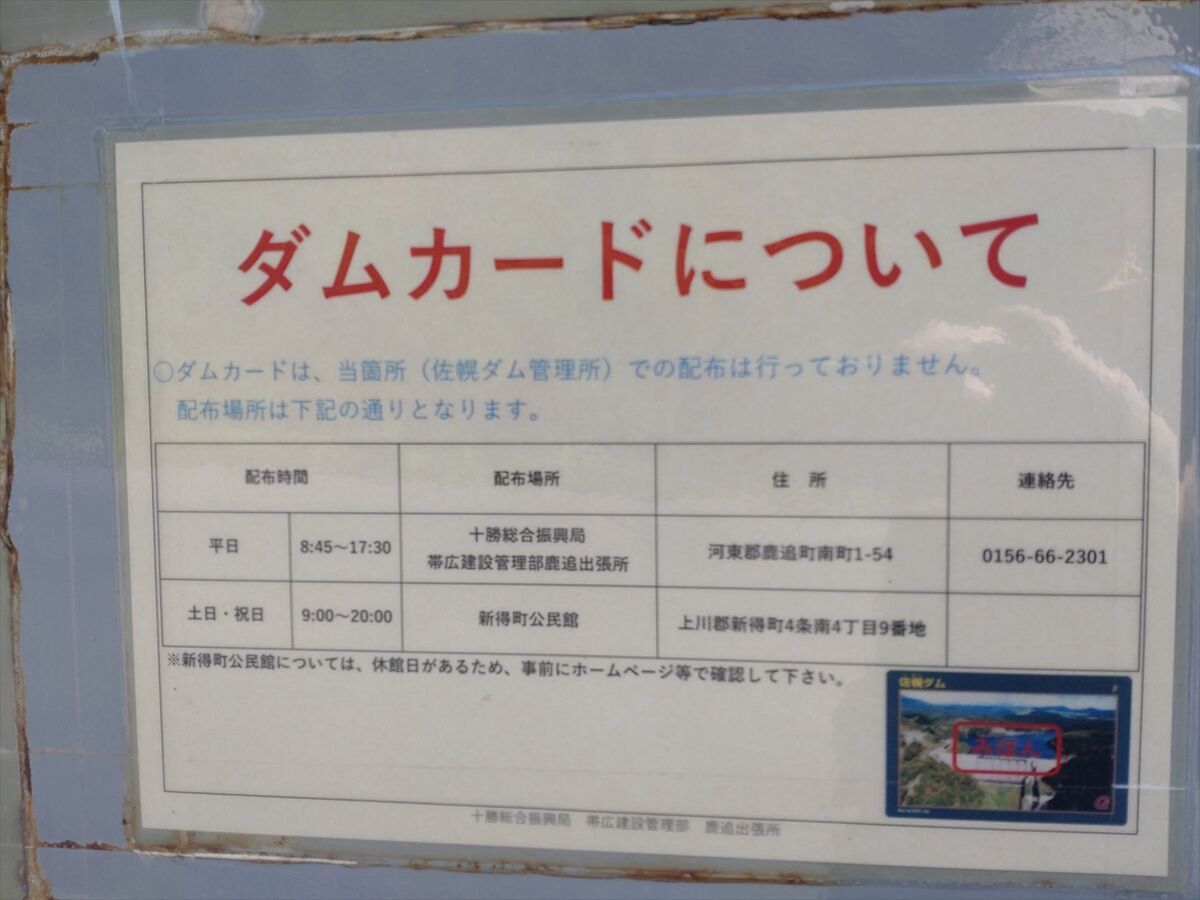 ダムカードについて
○ダムカードは、当箇所（佐幌ダム管理所）での配布は行っておりません。
配布場所は下記の通りとなります。
配布時間 配布場所 住　所 連絡先
平日 8:45～17:30 十勝総合振興局 帯広建設管理部鹿追出張所 河東郡鹿追町南町1-54 0156-66-2301
土日・祝日 9:00～20:00 新得町公民館 上川郡新得町4条南4丁目9番地
※新得町公民館については、休館日があるため、事前にホームページ等で確認して下さい。
佐幌ダム
F
みほん
十勝総合振興局　帯広建設管理部　鹿追出張所